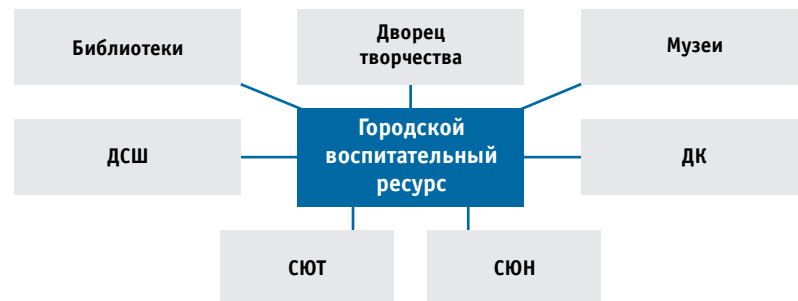 Библиотеки
Дворец
творчества
Музеи
ДСШ
Городской
воспитательный
ресурс
ДК
СЮТ
СЮН